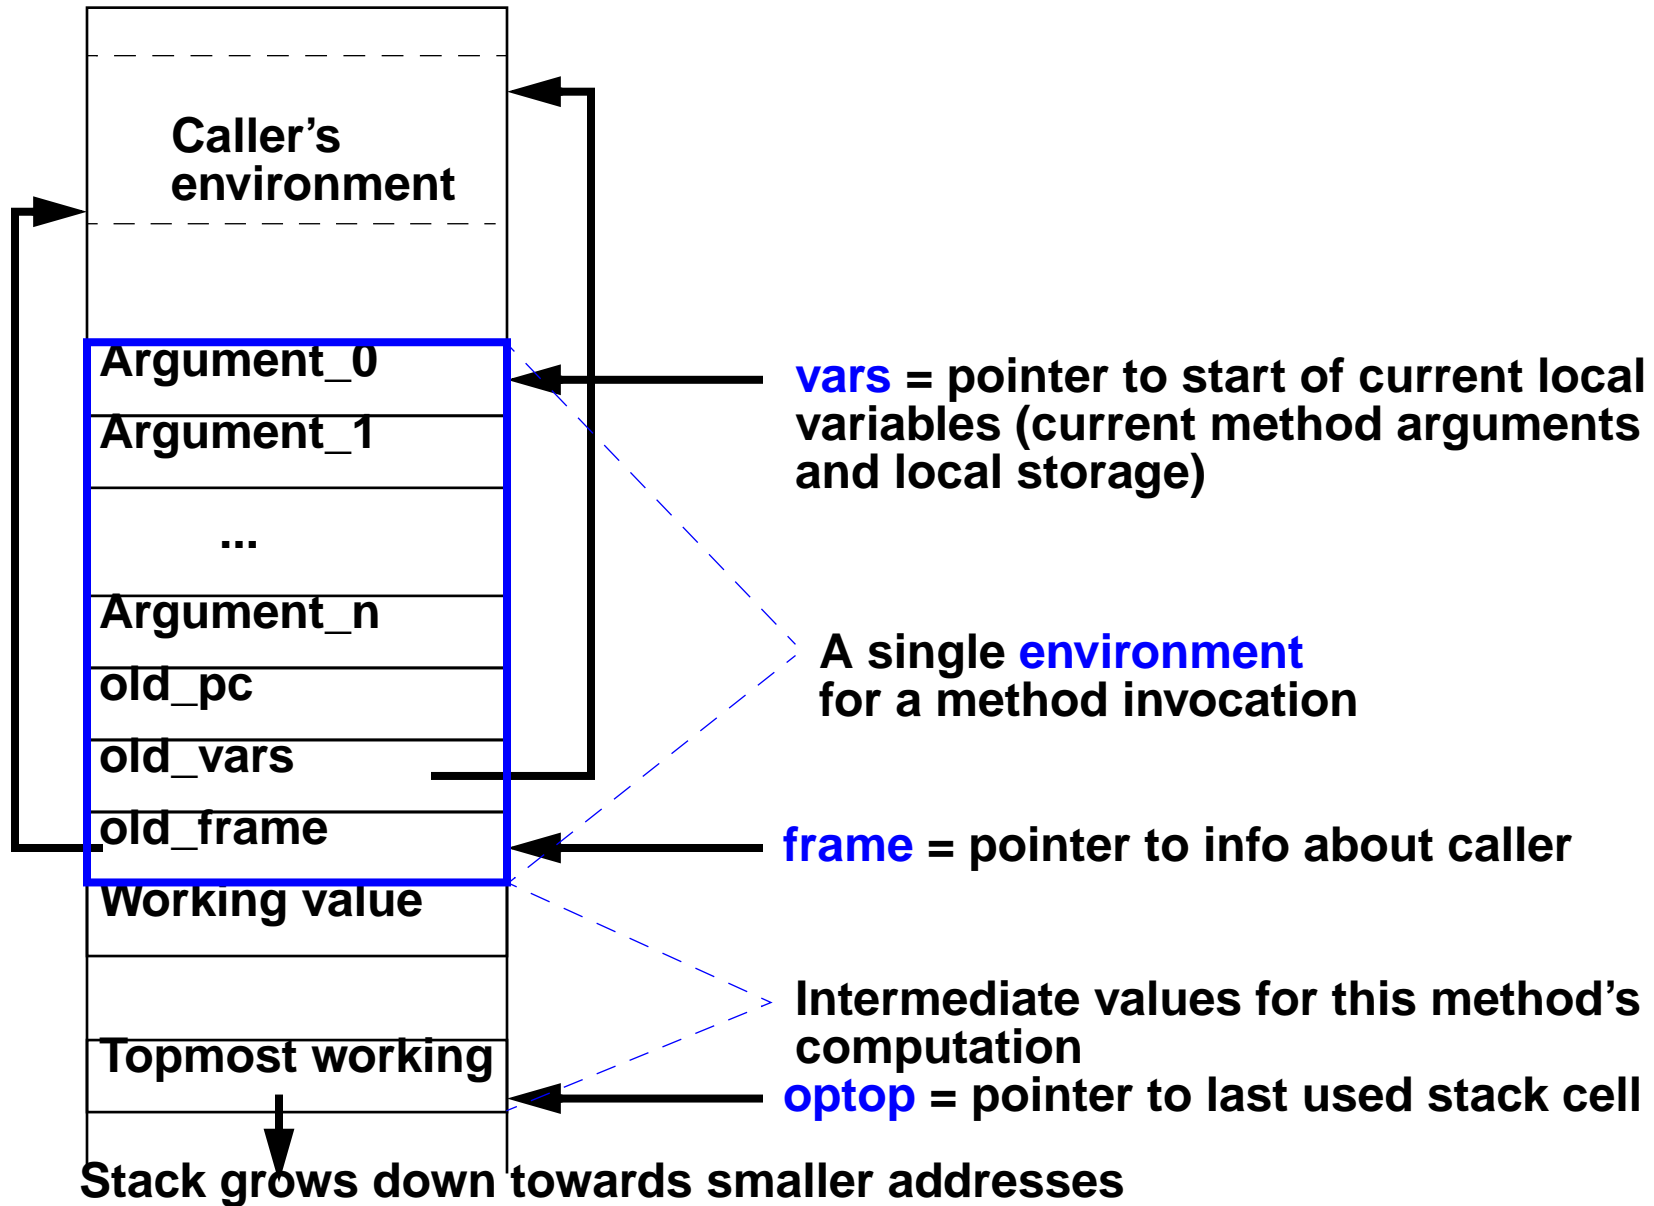 Caller’s
environment
Argument_0
vars = pointer to start of current local
variables (current method arguments
and local storage)
Argument_1
...
Argument_n
A single environment
for a method invocation
old_pc
old_vars
old_frame
frame = pointer to info about caller
Working value
Intermediate values for this method’s
computation
Topmost working
optop = pointer to last used stack cell
Stack grows down towards smaller addresses